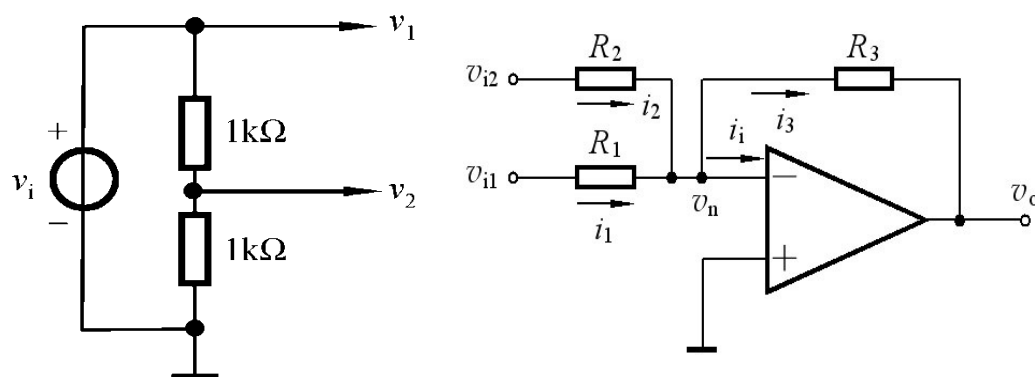 v1
+
1kΩ
vi
−
v2
1kΩ
R2
R3
vi2
i2
i3
ii
R1
vi1
−
vn
vo
i1
+